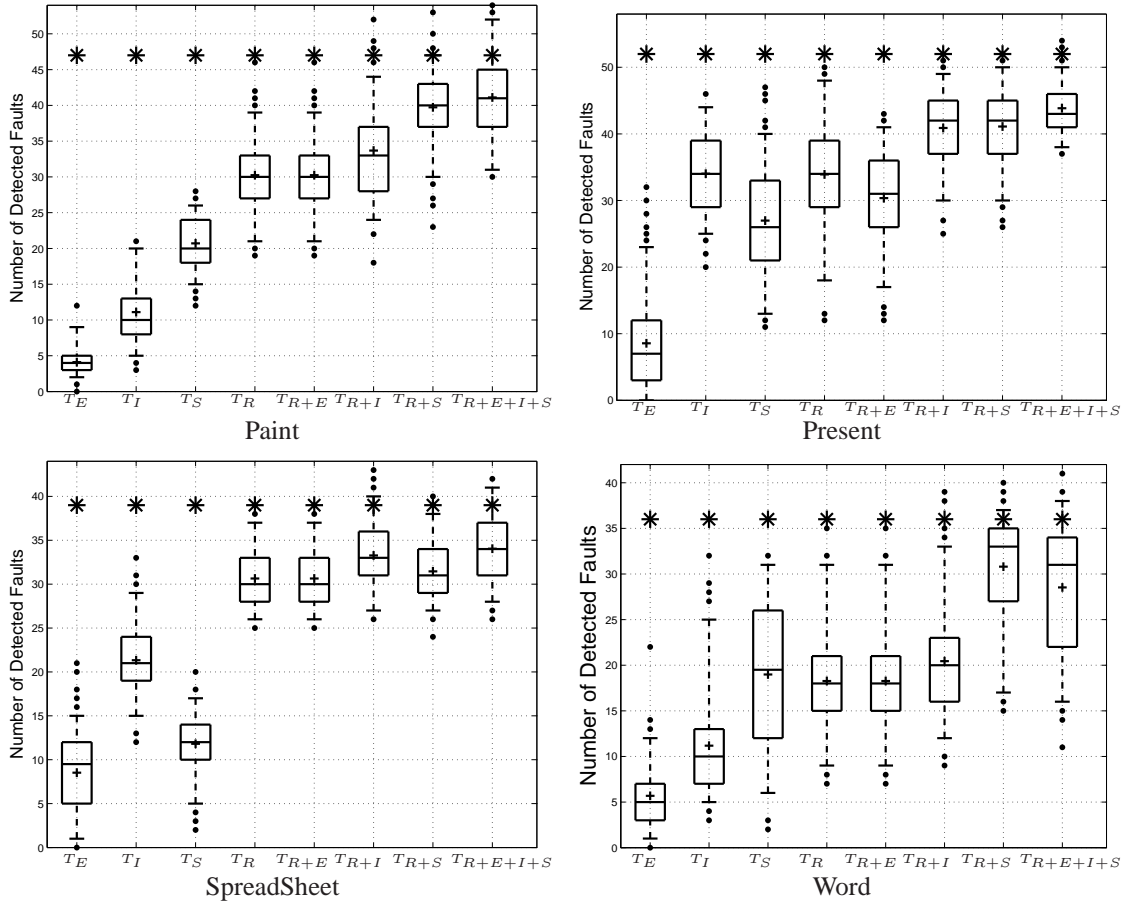 Number of Detected Faults
50
45
40
35
30
25
20
15
10
5
0
T_E T_I T_S T_R T_{R+E} T_{R+I} T_{R+S} T_{R+E+I+S}
Paint
Number of Detected Faults
50
40
30
20
10
0
T_E T_I T_S T_R T_{R+E} T_{R+I} T_{R+S} T_{R+E+I+S}
Present
Number of Detected Faults
40
35
30
25
20
15
10
5
0
T_E T_I T_S T_R T_{R+E} T_{R+I} T_{R+S} T_{R+E+I+S}
SpreadSheet
Number of Detected Faults
40
35
30
25
20
15
10
5
0
T_E T_I T_S T_R T_{R+E} T_{R+I} T_{R+S} T_{R+E+I+S}
Word